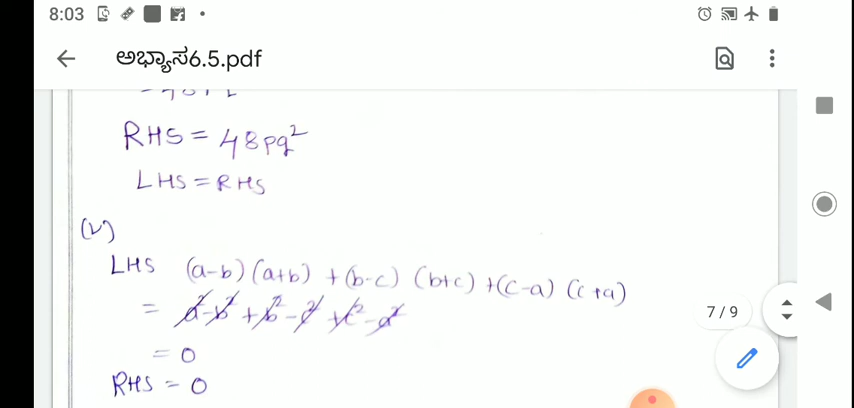 8:03
ಅಭ್ಯಾಸ6.5.pdf
RHS = 48pq²
LHS = RHS
(v)
LHS (a-b) (a+b) + (b-c) (b+c) + (c-a) (c+a)
= a²-b² + b² - c² + c² - a²
7 / 9
= 0
RHS = 0